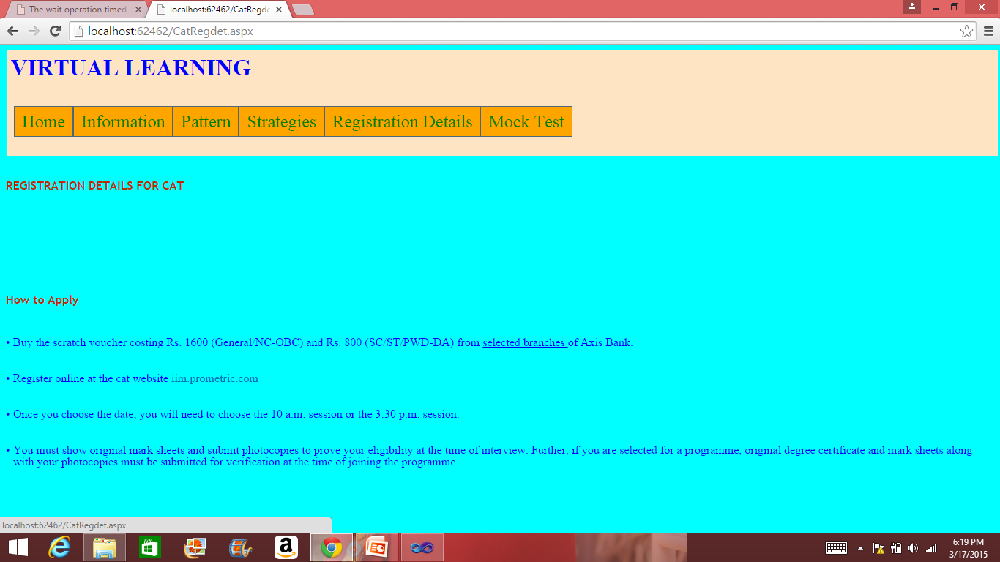 The wait operation timed
localhost:62462/CatRegde
localhost:62462/CatRegdet.aspx
VIRTUAL LEARNING
Home Information Pattern Strategies Registration Details Mock Test
REGISTRATION DETAILS FOR CAT
How to Apply
• Buy the scratch voucher costing Rs. 1600 (General/NC-OBC) and Rs. 800 (SC/ST/PWD-DA) from selected branches of Axis Bank.
• Register online at the cat website iim.prometric.com
• Once you choose the date, you will need to choose the 10 a.m. session or the 3:30 p.m. session.
• You must show original mark sheets and submit photocopies to prove your eligibility at the time of interview. Further, if you are selected for a programme, original degree certificate and mark sheets along
with your photocopies must be submitted for verification at the time of joining the programme.
localhost:62462/CatRegdet.aspx
6:19 PM
3/17/2015